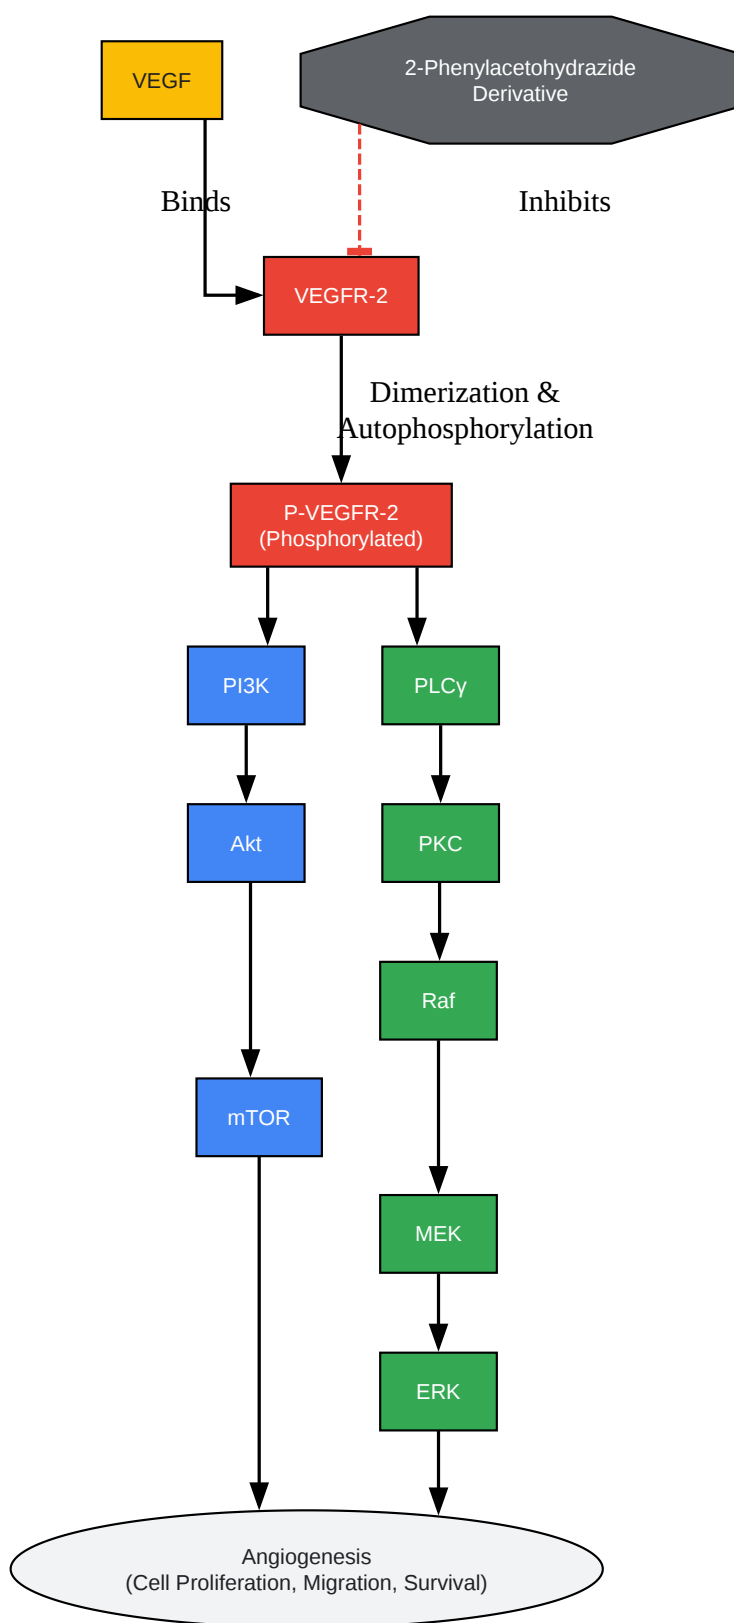 VEGF
2-Phenylacetohydrazide
Derivative
Binds
Inhibits
VEGFR-2
Dimerization &
Autophosphorylation
P-VEGFR-2
(Phosphorylated)
PI3K
PLCγ
Akt
PKC
Raf
mTOR
MEK
ERK
Angiogenesis
(Cell Proliferation, Migration, Survival)